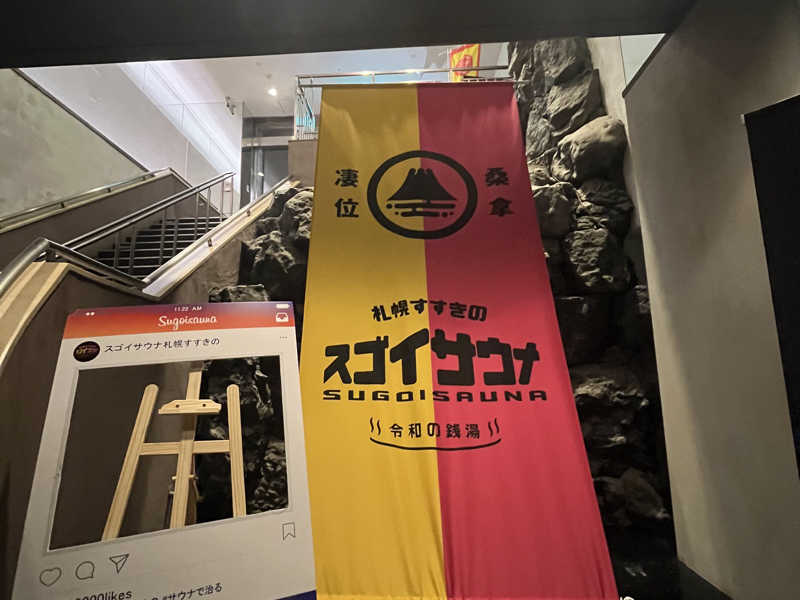 凄位
桑拿
札幌すすきの
スゴイサウナ
SUGOISAUNA
令和の銭湯
11:22 AM
Sugoisauna
スゴイサウナ札幌すすきの
likes
#サウナで治る